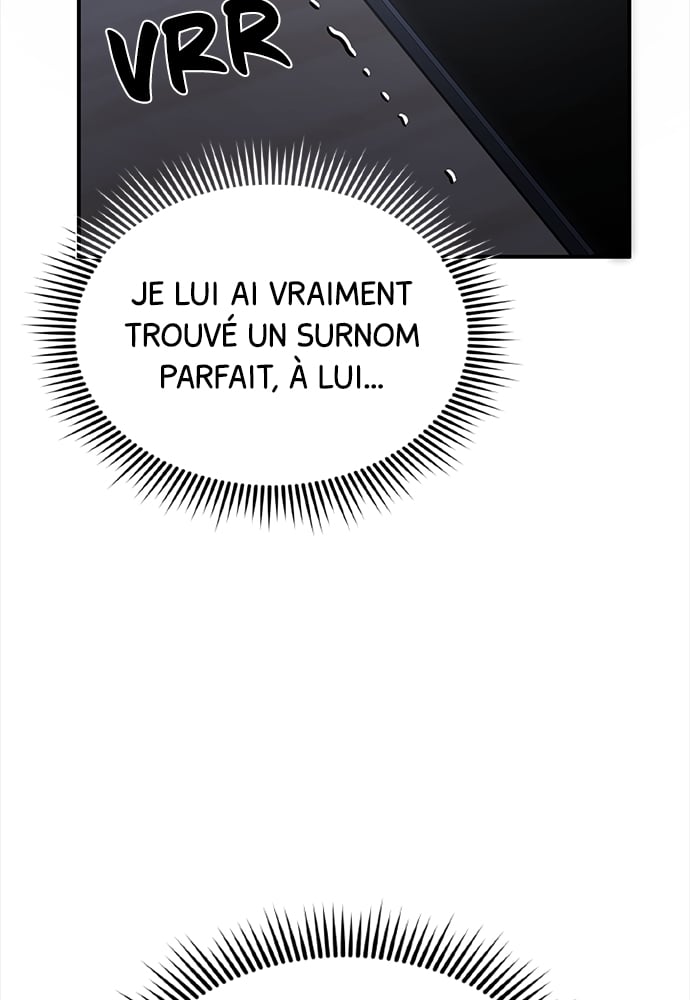 VRR
JE LUI AI VRAIMENT
TROUVÉ UN SURNOM
PARFAIT, À LUI...